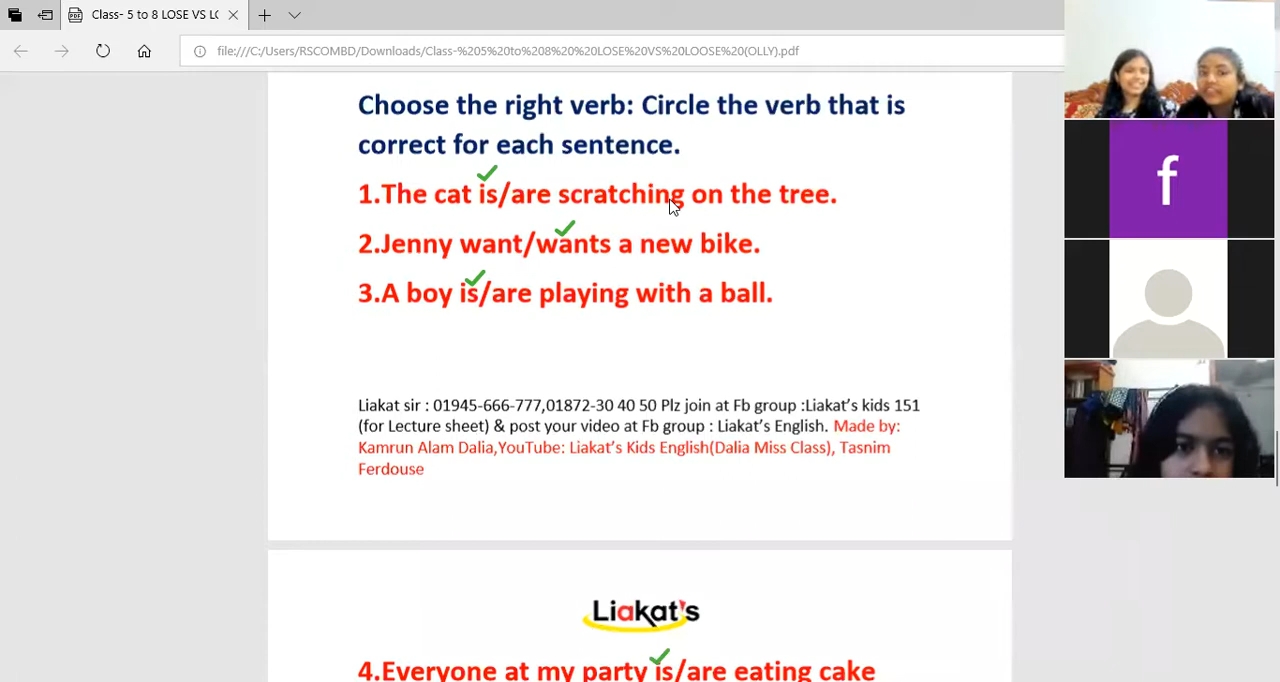 Class- 5 to 8 LOSE VS LO
file:///C:/Users/RSCOMBD/Downloads/Class-%205%20to%208%20%20LOSE%20VS%20LOOSE%20(OLLY).pdf
Choose the right verb: Circle the verb that is
correct for each sentence.
1.The cat is/are scratching on the tree.
2.Jenny want/wants a new bike.
3.A boy is/are playing with a ball.
Liakat sir : 01945-666-777,01872-30 40 50 Plz join at Fb group :Liakat's kids 151
(for Lecture sheet) & post your video at Fb group : Liakat's English. Made by:
Kamrun Alam Dalia,YouTube: Liakat's Kids English(Dalia Miss Class), Tasnim
Ferdouse
Liakat's
4.Everyone at my party is/are eating cake
f